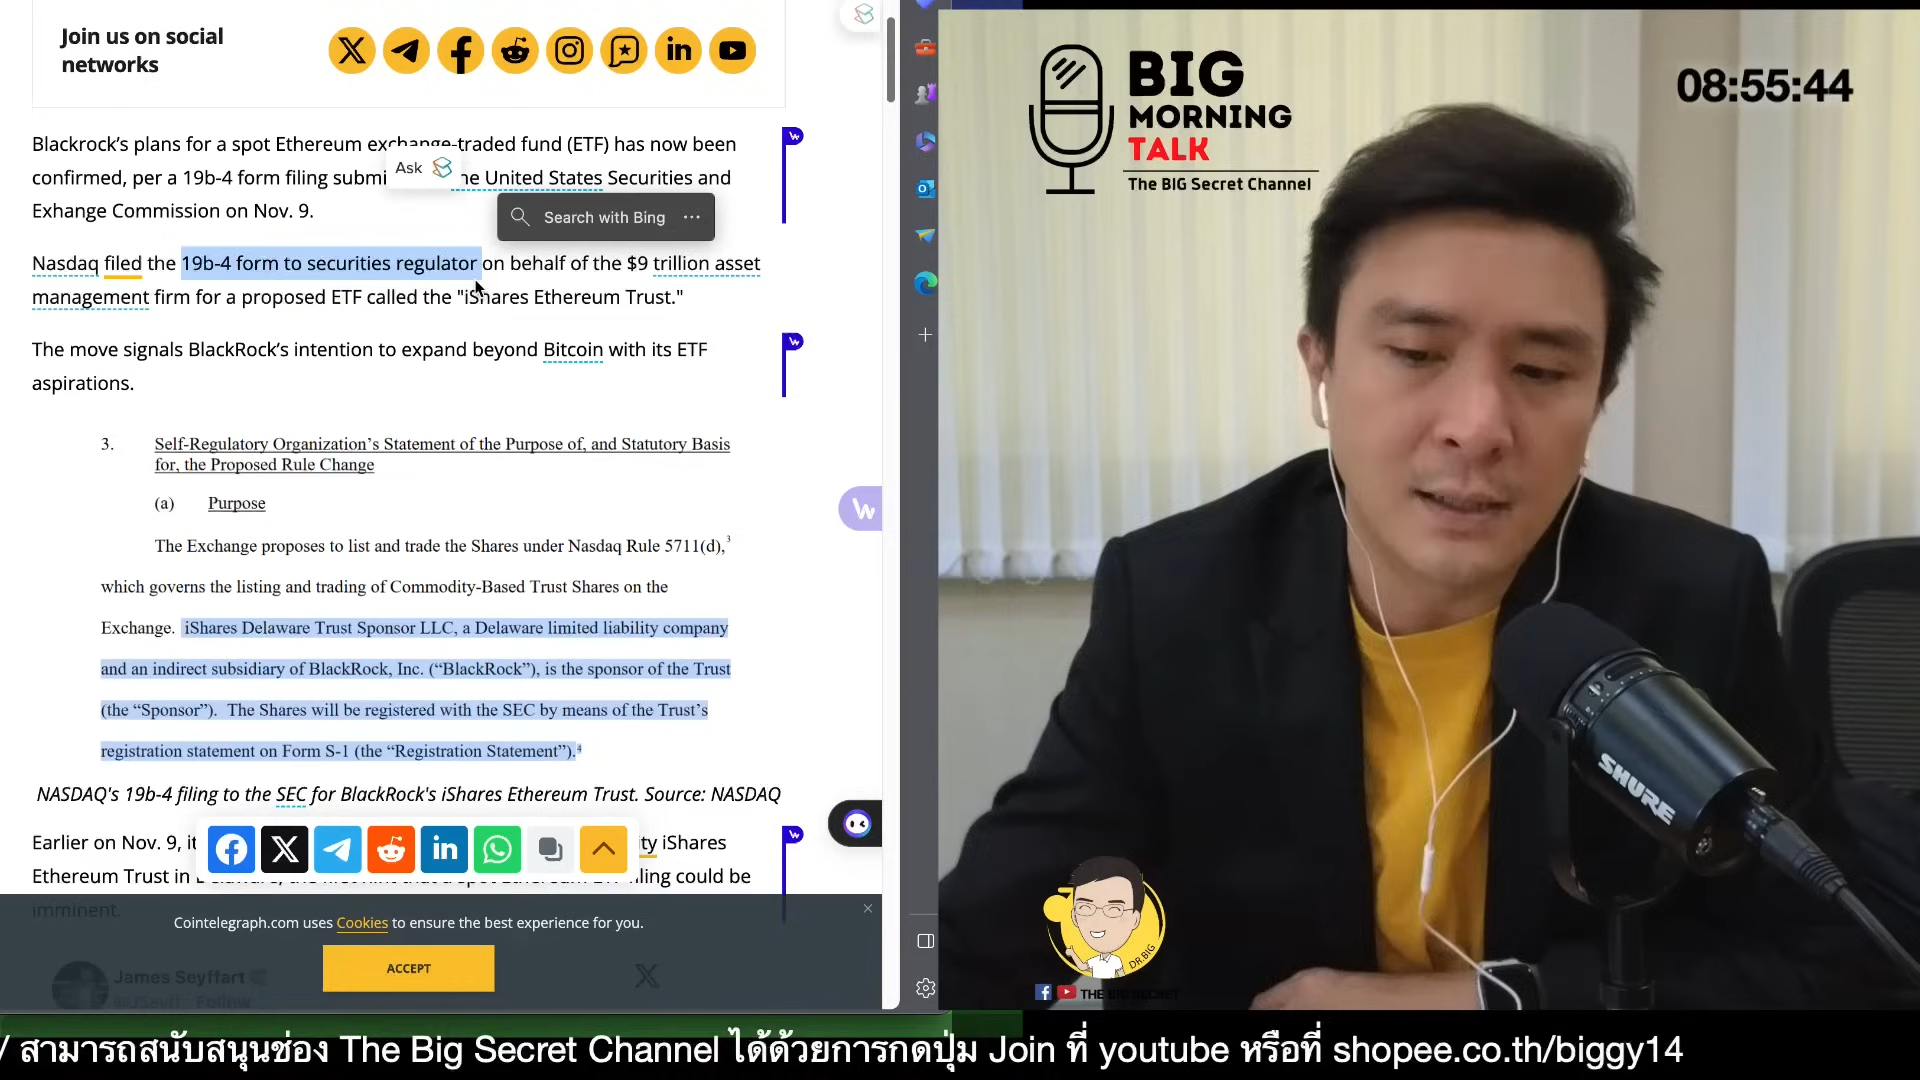 Join us on social
networks
Blackrock's plans for a spot Ethereum exchange-traded fund (ETF) has now been
confirmed, per a 19b-4 form filing submi
he United States Securities and
Exhange Commission on Nov. 9.
Ask
Search with Bing
Nasdaq filed the 19b-4 form to securities regulator on behalf of the $9 trillion asset
management firm for a proposed ETF called the "iShares Ethereum Trust."
The move signals BlackRock's intention to expand beyond Bitcoin with its ETF
aspirations.
3. Self-Regulatory Organization's Statement of the Purpose of, and Statutory Basis
for, the Proposed Rule Change
(a) Purpose
The Exchange proposes to list and trade the Shares under Nasdaq Rule 5711(d),3
which governs the listing and trading of Commodity-Based Trust Shares on the
Exchange. iShares Delaware Trust Sponsor LLC, a Delaware limited liability company
and an indirect subsidiary of BlackRock, Inc. ("BlackRock"), is the sponsor of the Trust
(the "Sponsor"). The Shares will be registered with the SEC by means of the Trust's
registration statement on Form S-1 (the "Registration Statement").4
NASDAQ's 19b-4 filing to the SEC for BlackRock's iShares Ethereum Trust. Source: NASDAQ
Earlier on Nov. 9, it
ty iShares
Ethereum Trust in
ling could be
imminent.
Cointelegraph.com uses Cookies to ensure the best experience for you.
ACCEPT
James Seyffart
Follow
BIG
MORNING
TALK
The BIG Secret Channel
08:55:44
SHURE
DR.BIG
THE BIG SECRET
/ สามารถสนับสนุนช่อง The Big Secret Channel ได้ด้วยการกดปุ่ม Join ที่ youtube หรือที่ shopee.co.th/biggy14